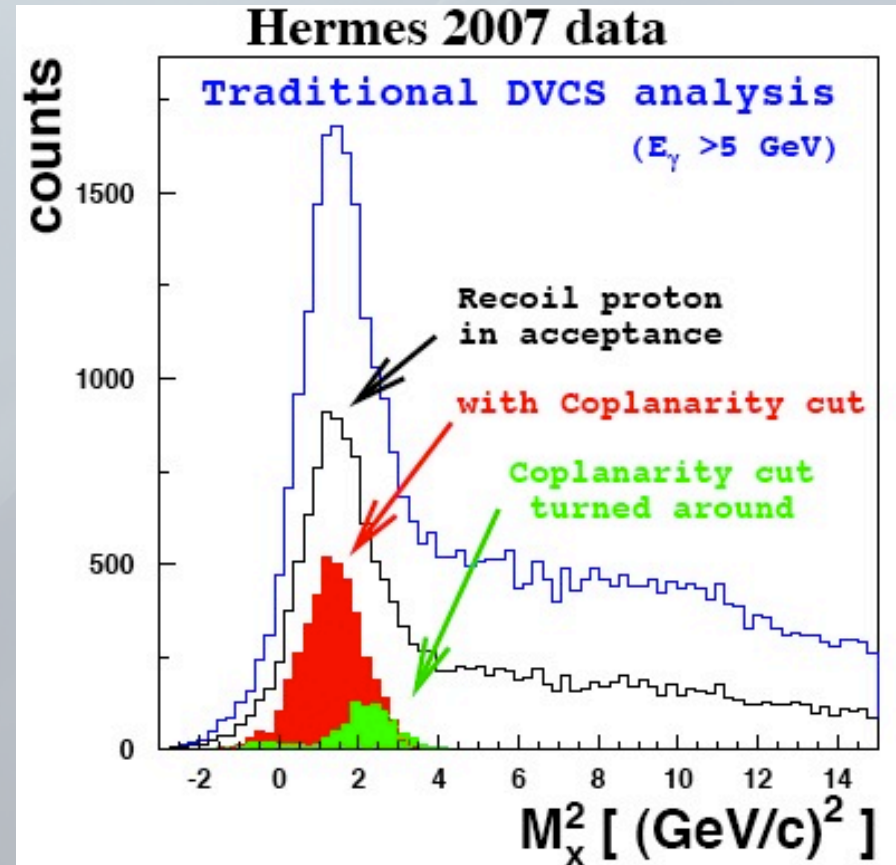 Hermes 2007 data
counts
Traditional DVCS analysis
(Eγ >5 GeV)
1500
Recoil proton
in acceptance
1000
with Coplanarity cut
Coplanarity cut
turned around
500
0
-2 0 2 4 6 8 10 12 14
Mx² [ (GeV/c)² ]